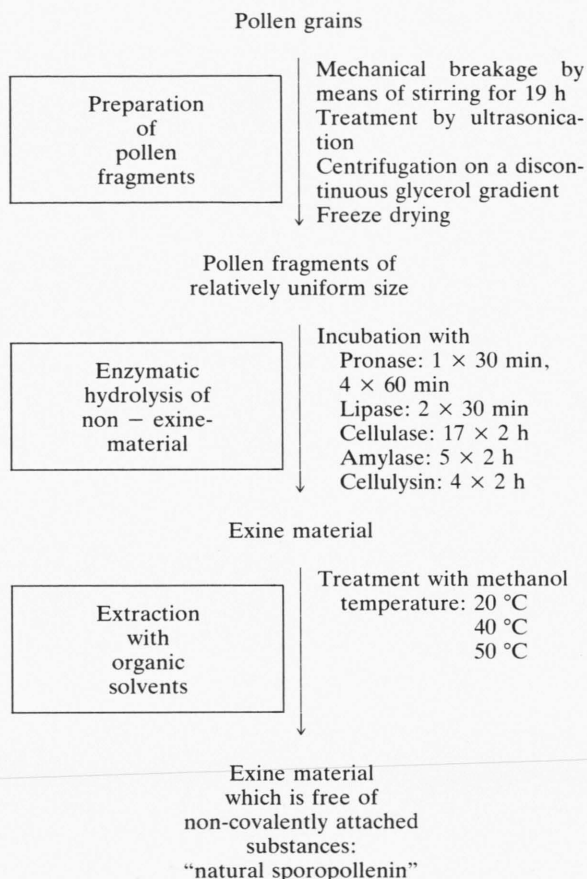 Pollen grains
Preparation
of
pollen
fragments
Mechanical breakage by
means of stirring for 19 h
Treatment by ultrasonica-
tion
Centrifugation on a discon-
tinuous glycerol gradient
Freeze drying
Pollen fragments of
relatively uniform size
Enzymatic
hydrolysis of
non − exine-
material
Incubation with
Pronase: 1 × 30 min,
4 × 60 min
Lipase: 2 × 30 min
Cellulase: 17 × 2 h
Amylase: 5 × 2 h
Cellulysin: 4 × 2 h
Exine material
Extraction
with
organic
solvents
Treatment with methanol
temperature: 20 °C
40 °C
50 °C
Exine material
which is free of
non-covalently attached
substances:
“natural sporopollenin”